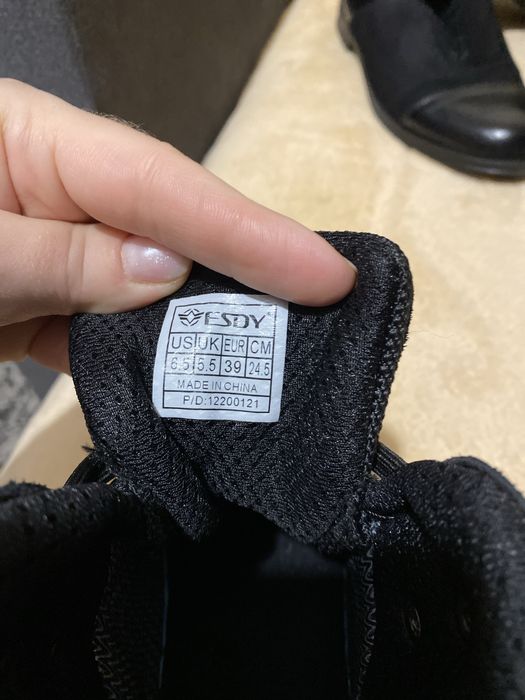 ESDY
US UK EUR CM
6.5 5.5 39 24.5
MADE IN CHINA
P/D:12200121